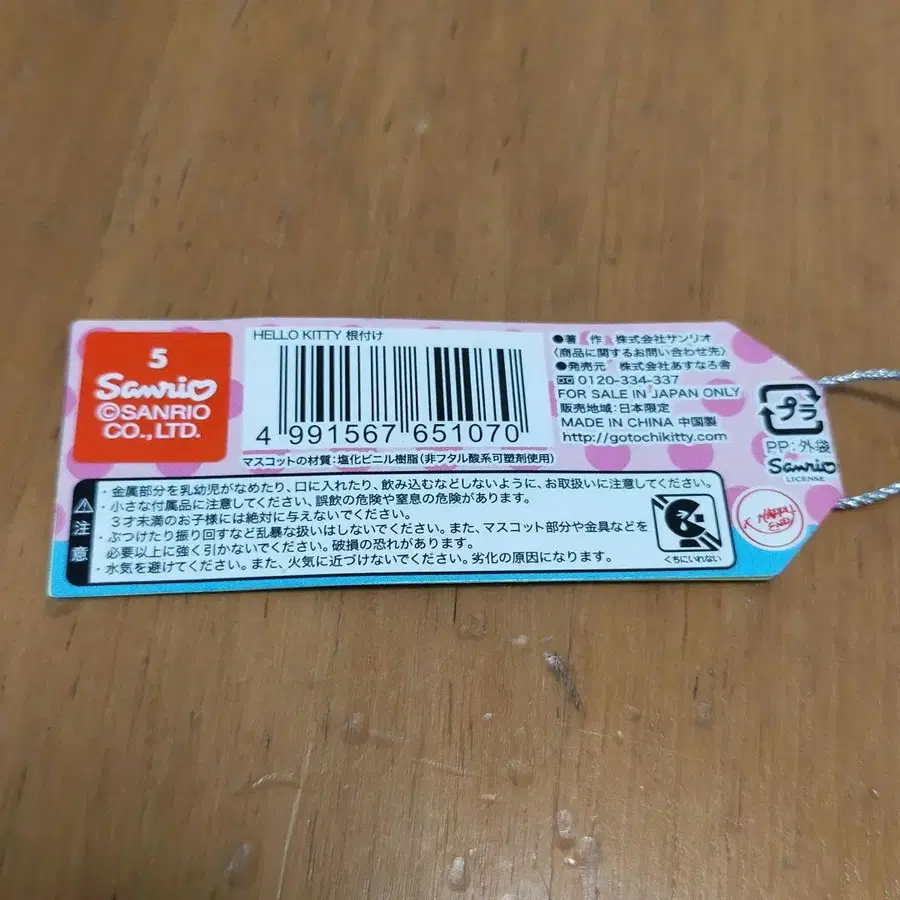 5
Sanrio
©SANRIO
CO.,LTD.
HELLO KITTY 根付け
4 991567 651070
マスコットの材質:塩化ビニル樹脂(非フタル酸系可塑剤使用)
●著 作 株式会社サンリオ
〈商品に関するお問い合わせ先〉
●発売元 株式会社あすなろ舎
0120-334-337
FOR SALE IN JAPAN ONLY
販売地域:日本限定
MADE IN CHINA 中国製
http://gotochikitty.com
プラ
PP:外袋
Sanrio
LICENSE
HAPPY
END
注意
・金属部分を乳幼児がなめたり、口に入れたり、飲み込むなどしないように、お取扱いに注意してください。
・小さな付属品に注意してください。誤飲の危険や窒息の危険があります。
3才未満のお子様には絶対に与えないでください。
・ぶつけたり振り回すなど乱暴な扱いはしないでください。また、マスコット部分や金具などを
必要以上に強く引かないでください。破損の恐れがあります。
・水気を避けてください。また、火気に近づけないでください。劣化の原因になります。
くちにいれない